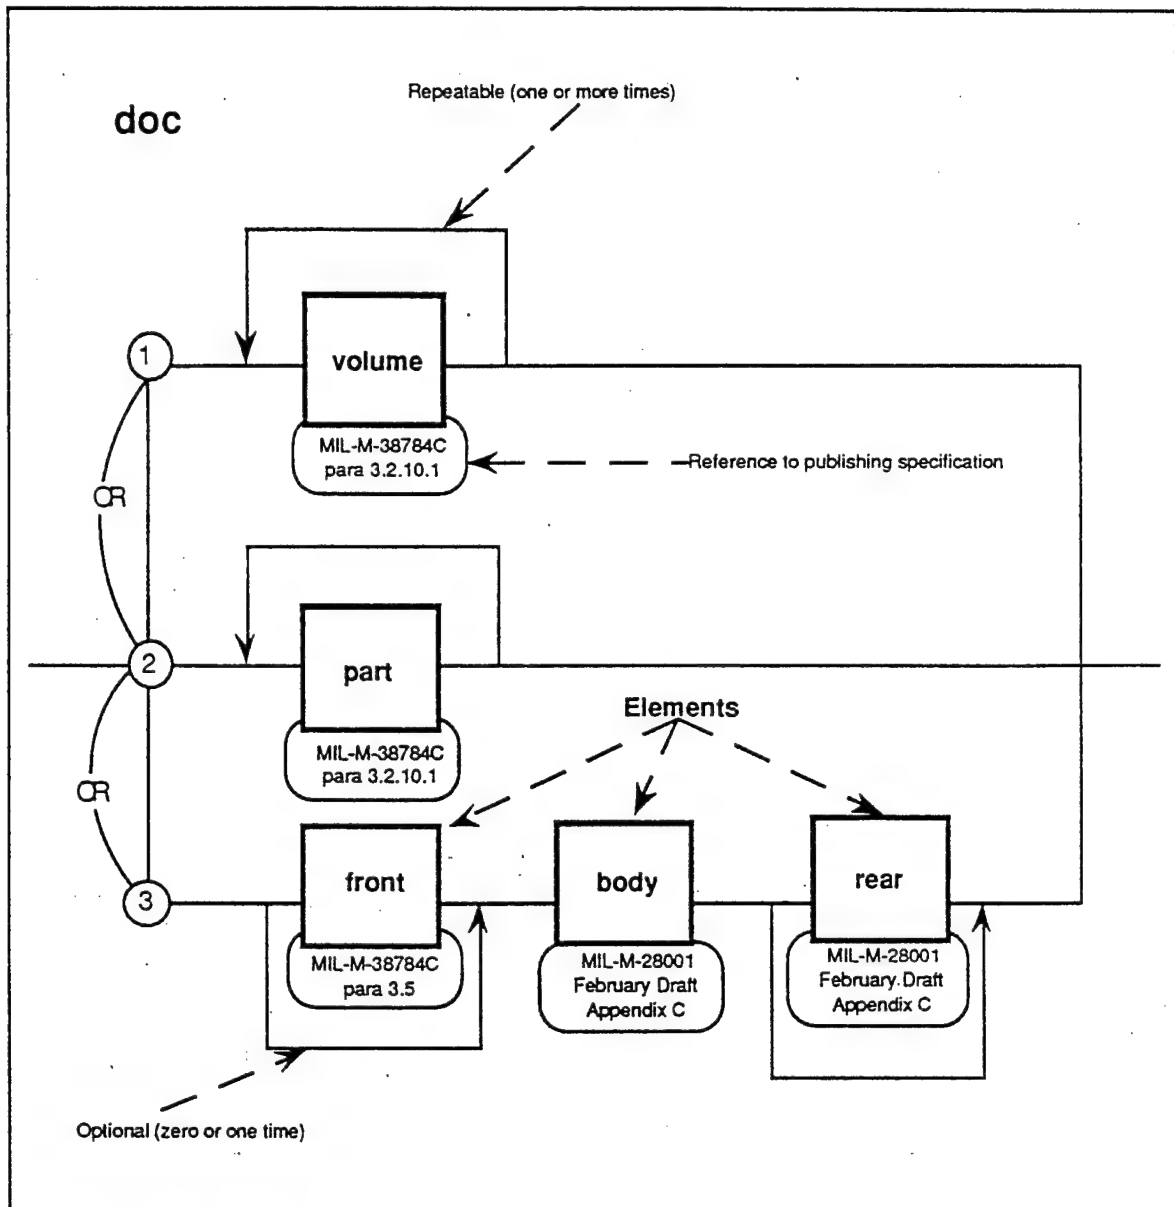 Repeatable (one or more times)
doc
1
volume
MIL-M-38784C
para 3.2.10.1
Reference to publishing specification
OR
2
part
MIL-M-38784C
para 3.2.10.1
Elements
OR
3
front
MIL-M-38784C
para 3.5
body
MIL-M-28001
February Draft
Appendix C
rear
MIL-M-28001
February Draft
Appendix C
Optional (zero or one time)